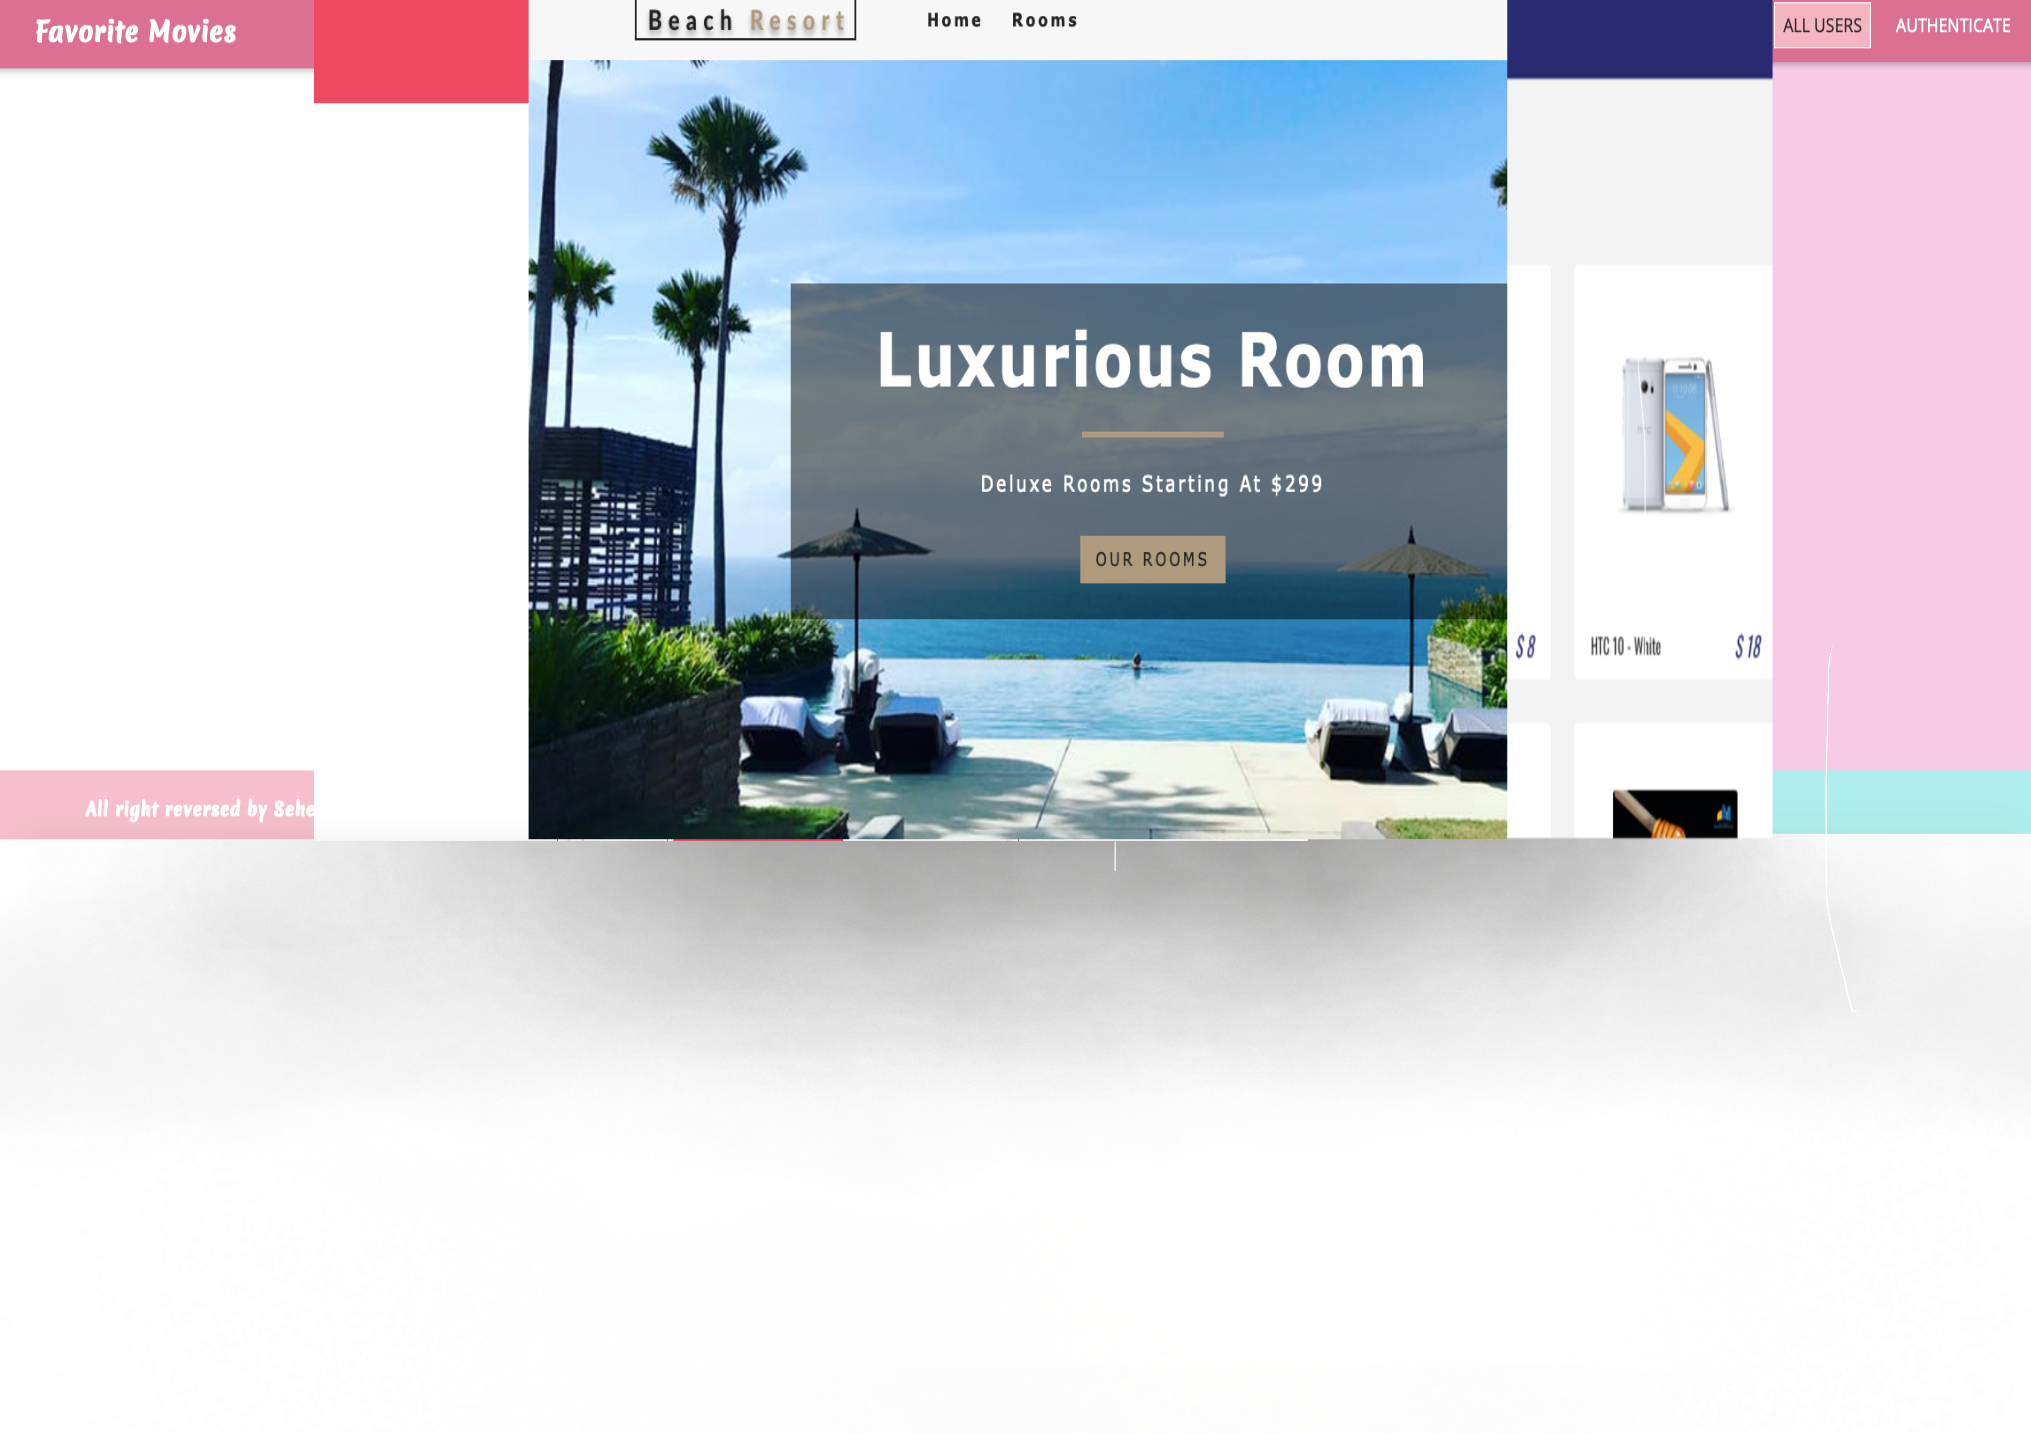 Favorite Movies
Beach Resort
Home Rooms
ALL USERS AUTHENTICATE
Luxurious Room
Deluxe Rooms Starting At $299
OUR ROOMS
hTC
$8
HTC 10 - White $18
All right reversed by Sehe